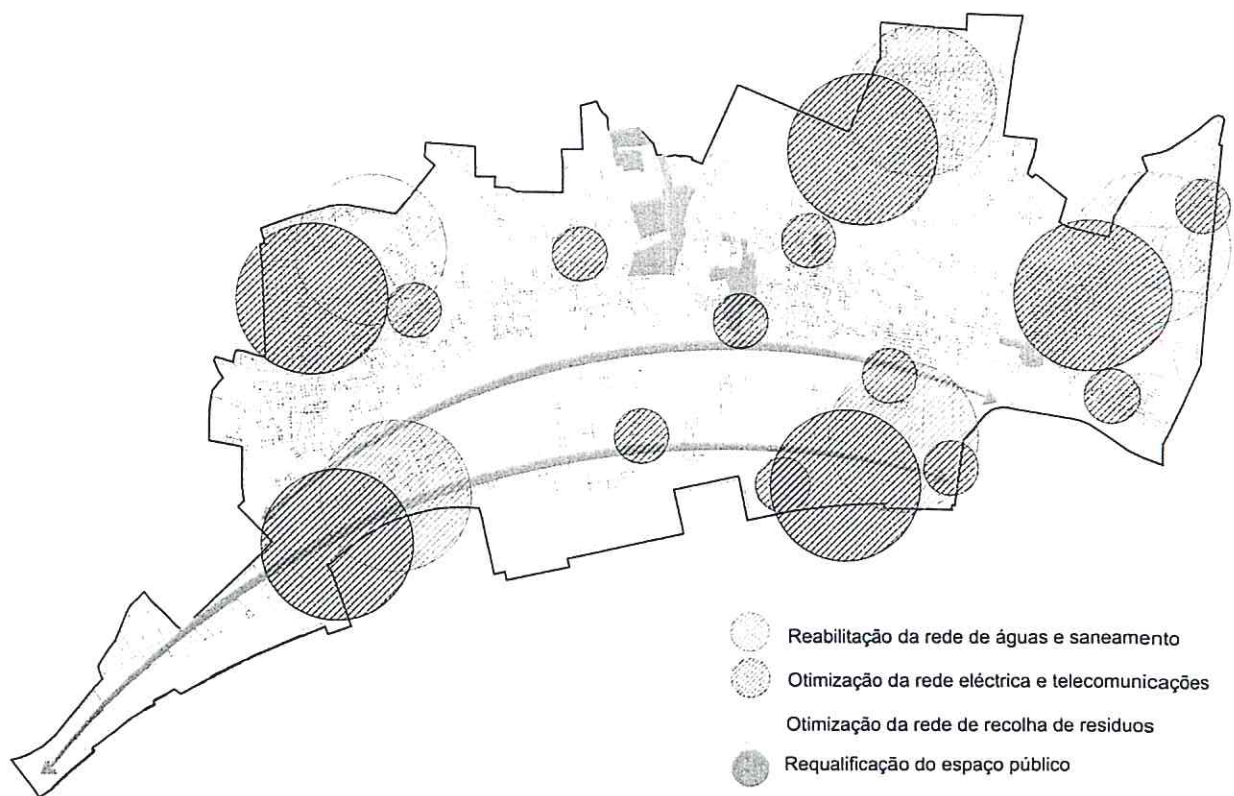 Reabilitação da rede de águas e saneamento
Otimização da rede eléctrica e telecomunicações
Otimização da rede de recolha de residuos
Requalificação do espaço público